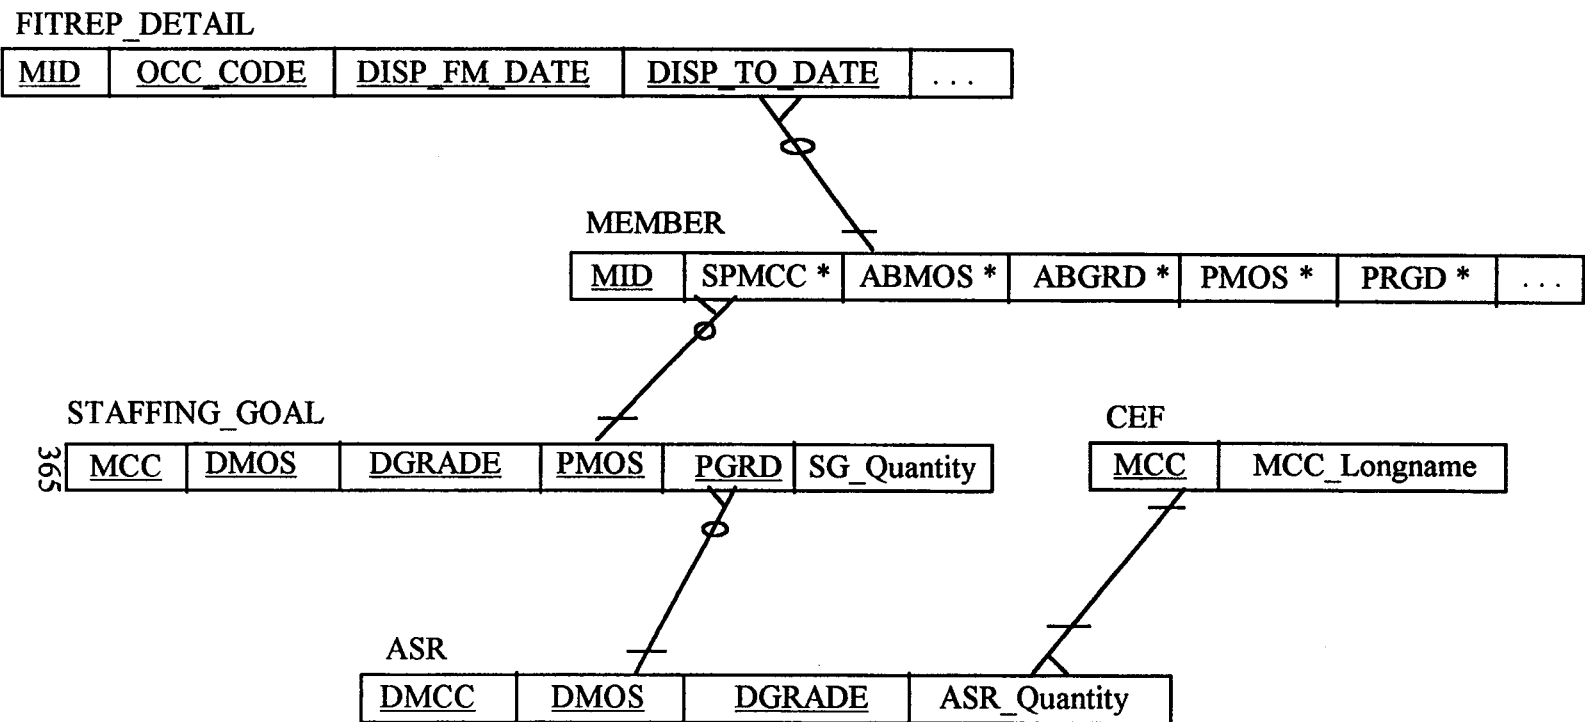 FITREP_DETAIL
MID OCC_CODE DISP_FM_DATE DISP_TO_DATE . . .
MEMBER
MID SPMCC * ABMOS * ABGRD * PMOS * PRGD * . . .
STAFFING_GOAL
MCC DMOS DGRADE PMOS PGRD SG_Quantity
CEF
MCC MCC_Longname
365
ASR
DMCC DMOS DGRADE ASR_Quantity